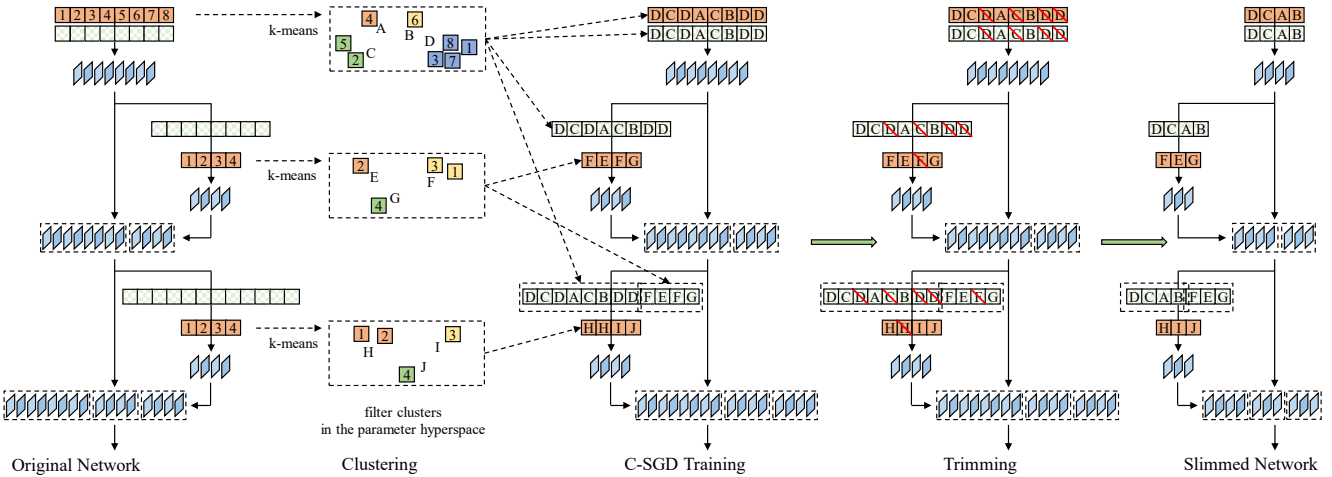 1 2 3 4 5 6 7 8
k-means
4 A
6 B
5 2 C
D 8 1 3 7
D C D A C B D D
D C D A C B D D
D C D A C B D D
D C D A C B D D
D C A B
D C A B
D C D A C B D D
D C D A C B D D
D C A B
1 2 3 4
k-means
2 E
3 1 F
4 G
F E F G
F E F G
F E G
D C D A C B D D F E F G
D C D A C B D D F E F G
D C A B F E G
1 2 3 4
k-means
1 2 H
3 I
4 J
H H I J
H H I J
H I J
filter clusters
in the parameter hyperspace
Original Network
Clustering
C-SGD Training
Trimming
Slimmed Network